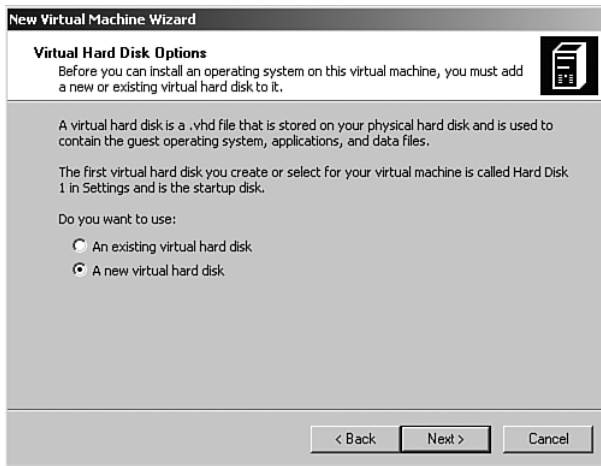 New Virtual Machine Wizard
Virtual Hard Disk Options
Before you can install an operating system on this virtual machine, you must add
a new or existing virtual hard disk to it.
A virtual hard disk is a .vhd file that is stored on your physical hard disk and is used to
contain the guest operating system, applications, and data files.
The first virtual hard disk you create or select for your virtual machine is called Hard Disk
1 in Settings and is the startup disk.
Do you want to use:
An existing virtual hard disk
A new virtual hard disk
< Back Next > Cancel